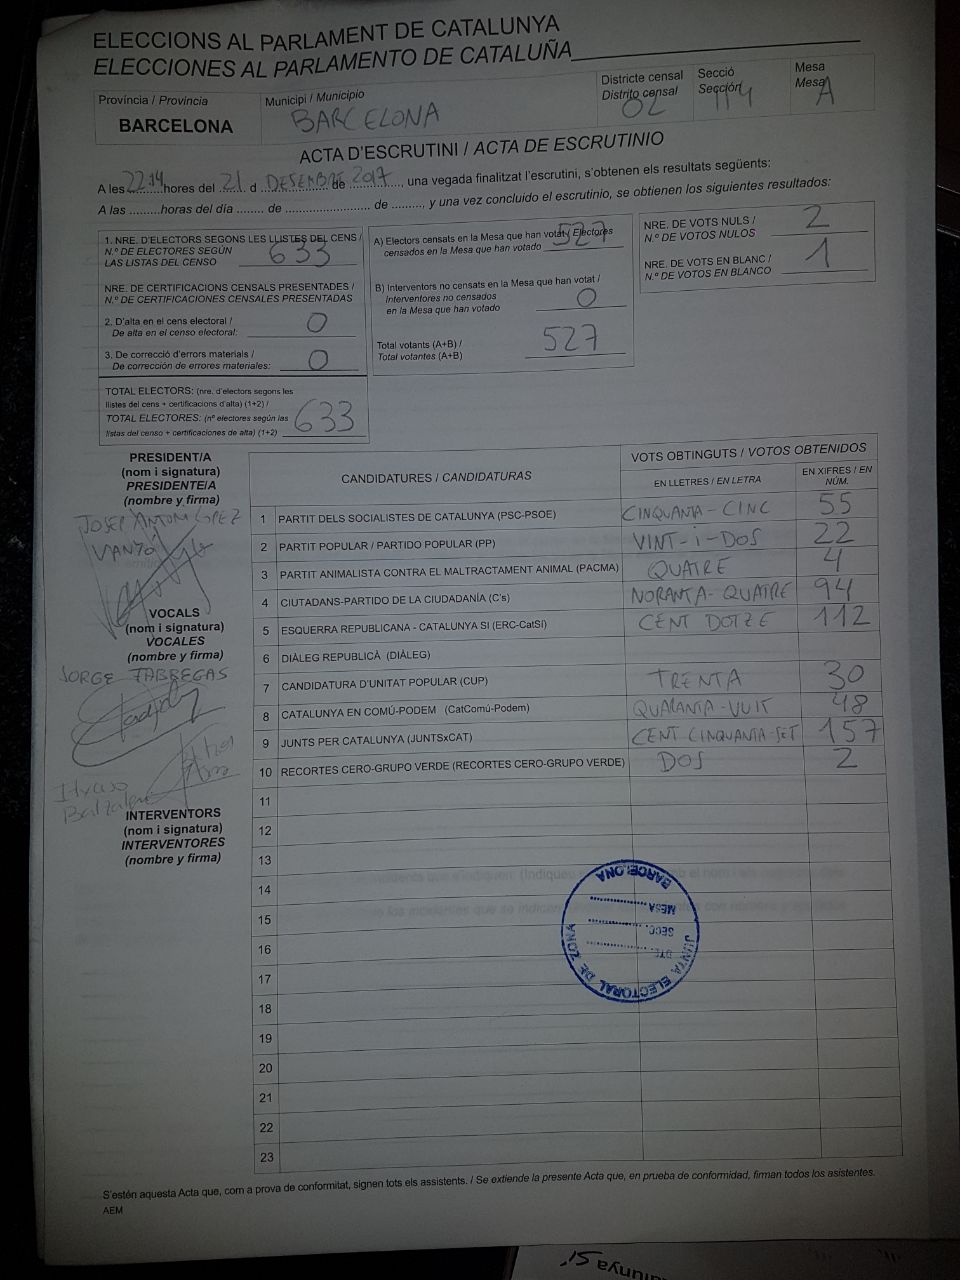 ELECCIONS AL PARLAMENT DE CATALUNYA
ELECCIONES AL PARLAMENTO DE CATALUÑA
Província / Provincia
BARCELONA
Municipi / Municipio
BARCELONA
Districte censal
Distrito censal
02
Secció
Sección
114
Mesa
Mesa
A
ACTA D'ESCRUTINI / ACTA DE ESCRUTINIO
A les 22.14 hores del 21 d DESEMBRE de 2017, una vegada finalitzat l'escrutini, s'obtenen els resultats següents:
A las .........horas del día ........ de ......................... de ........., y una vez concluido el escrutinio, se obtienen los siguientes resultados:
1. NRE. D'ELECTORS SEGONS LES LLISTES DEL CENS /
N.º DE ELECTORES SEGÚN
LAS LISTAS DEL CENSO
633
NRE. DE CERTIFICACIONS CENSALS PRESENTADES /
N.º DE CERTIFICACIONES CENSALES PRESENTADAS
2. D'alta en el cens electoral /
De alta en el censo electoral:
0
3. De correcció d'errors materials /
De corrección de errores materiales:
0
TOTAL ELECTORS: (nre. d'electors segons les
llistes del cens + certificacions d'alta) (1+2) /
TOTAL ELECTORES: (nº electores según las
listas del censo + certificaciones de alta) (1+2)
633
A) Electors censats en la Mesa que han votat / Electores
censados en la Mesa que han votado
527
B) Interventors no censats en la Mesa que han votat /
Interventores no censados
en la Mesa que han votado
0
Total votants (A+B) /
Total votantes (A+B)
527
NRE. DE VOTS NULS /
N.º DE VOTOS NULOS
2
NRE. DE VOTS EN BLANC /
N.º DE VOTOS EN BLANCO
1
PRESIDENT/A
(nom i signatura)
PRESIDENTE/A
(nombre y firma)
JOSEP ANTONI LOPEZ
VOCALS
(nom i signatura)
VOCALES
(nombre y firma)
JORGE FABREGAS
INTERVENTORS
(nom i signatura)
INTERVENTORES
(nombre y firma)
CANDIDATURES / CANDIDATURAS
VOTS OBTINGUTS / VOTOS OBTENIDOS
EN LLETRES / EN LETRA
EN XIFRES / EN
NÚM.
1 PARTIT DELS SOCIALISTES DE CATALUNYA (PSC-PSOE) CINQUANTA-CINC 55
2 PARTIT POPULAR / PARTIDO POPULAR (PP) VINT-i-DOS 22
3 PARTIT ANIMALISTA CONTRA EL MALTRACTAMENT ANIMAL (PACMA) QUATRE 4
4 CIUTADANS-PARTIDO DE LA CIUDADANÍA (C's) NORANTA-QUATRE 94
5 ESQUERRA REPUBLICANA - CATALUNYA SI (ERC-CatSí) CENT DOTZE 112
6 DIÀLEG REPUBLICÀ (DIÀLEG)
7 CANDIDATURA D'UNITAT POPULAR (CUP) TRENTA 30
8 CATALUNYA EN COMÚ-PODEM (CatComú-Podem) QUARANTA-VUIT 48
9 JUNTS PER CATALUNYA (JUNTSxCAT) CENT CINQUANTA-SET 157
10 RECORTES CERO-GRUPO VERDE (RECORTES CERO-GRUPO VERDE) DOS 2
11
12
13
14
15
16
17
18
19
20
21
22
23
JUNTA ELECTORAL DE ZONA
BARCELONA
DTE.
SECC.
MESA
S'estén aquesta Acta que, com a prova de conformitat, signen tots els assistents. / Se extiende la presente Acta que, en prueba de conformidad, firman todos los asistentes.
AEM